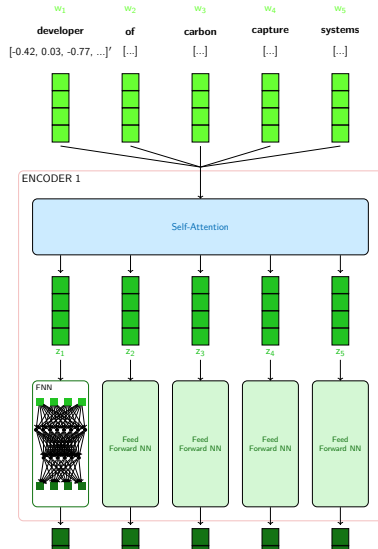 w₁ w₂ w₃ w₄ w₅
developer of carbon capture systems
[-0.42, 0.03, -0.77, ...]′ [...] [...] [...] [...]
ENCODER 1
Self-Attention
z₁ z₂ z₃ z₄ z₅
FNN
Feed Feed Feed Feed
Forward NN Forward NN Forward NN Forward NN